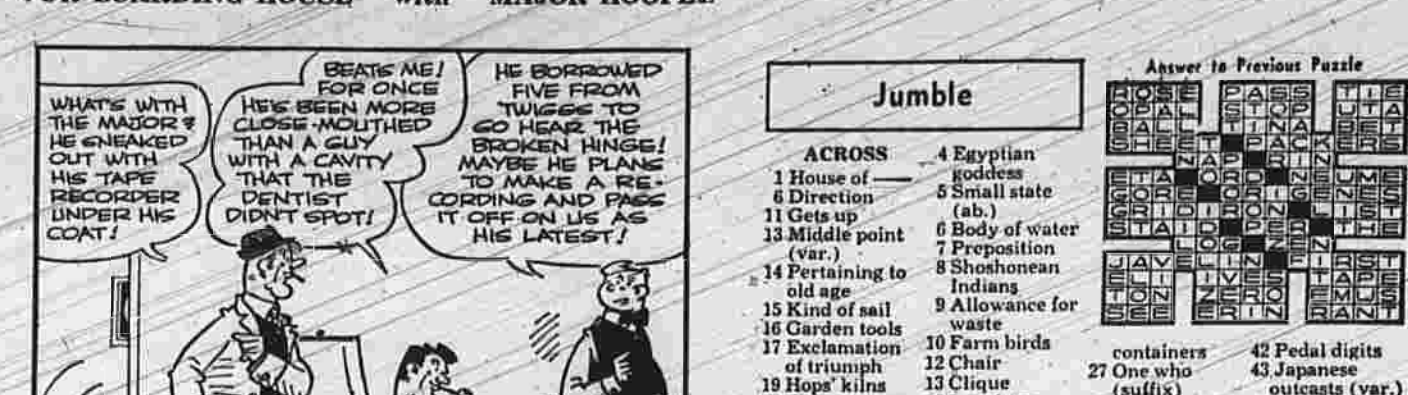 BOARDING HOUSE with MAJOR HOOPLE
WHAT'S WITH
THE MAJOR?
HE SNEAKED
OUT WITH
HIS TAPE
RECORDER
UNDER HIS
COAT!
BEATS ME!
FOR ONCE
HE'S BEEN MORE
CLOSE-MOUTHED
THAN A GUY
WITH A CAVITY
THAT THE
DENTIST
DIDN'T SPOT!
HE BORROWED
FIVE FROM
TWIGGS TO
GO HEAR THE
BROKEN HINGE!
MAYBE HE PLANS
TO MAKE A RE-
CORDING AND PASS
IT OFF ON US AS
HIS LATEST!
Jumble
ACROSS
1 House of ——
6 Direction
11 Gets up
13 Middle point
(var.)
14 Pertaining to
old age
15 Kind of sail
16 Garden tools
17 Exclamation
of triumph
19 Hops' kilns
4 Egyptian
goddess
5 Small state
(ab.)
6 Body of water
7 Preposition
8 Shoshonean
Indians
9 Allowance for
waste
10 Farm birds
12 Chair
13 Clique
Answer to Previous Puzzle
ROSE PASS TIE
OPAL STOP UTA
BALL TINA BET
SHEET PACKERS
NAP RIN
ETA ORD NEUME
GORE ORIGENES
GRIDIRON LIST
STAID PER THE
LOG ZEN
JAVELIN FIRST
ELI IVES TAPE
TON ZERO EMUS
SEE ERIN RANT
containers
27 One who
(suffix)
42 Pedal digits
43 Japanese
outcasts (var.)